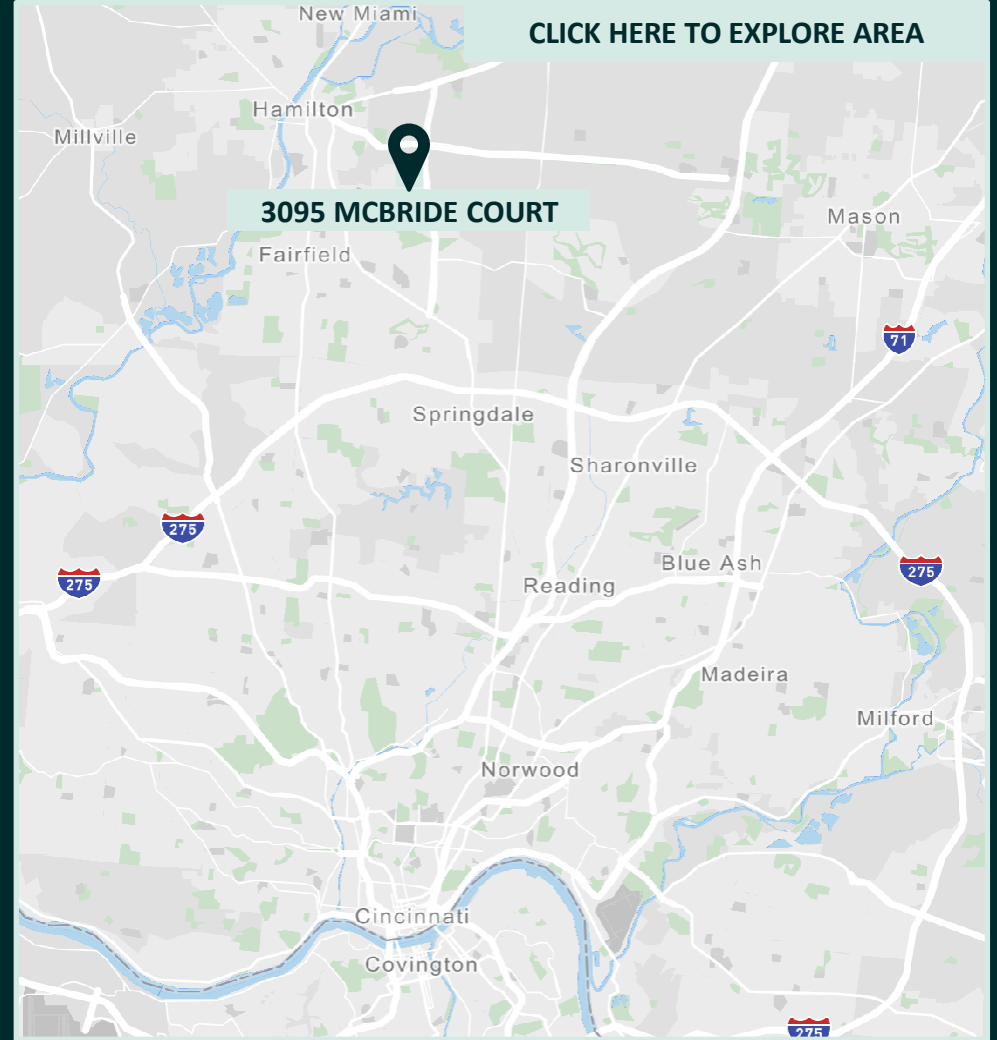 New Miami
CLICK HERE TO EXPLORE AREA
Hamilton
Millville
3095 MCBRIDE COURT
Mason
Fairfield
71
Springdale
Sharonville
275
Blue Ash
275
275
Reading
Madeira
Milford
Norwood
Cincinnati
Covington
275